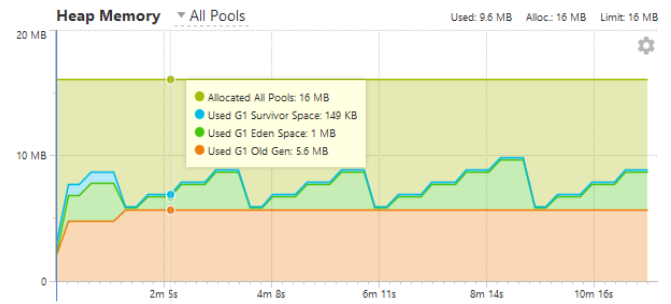 Heap Memory ▾ All Pools Used: 9.6 MB Alloc.: 16 MB Limit: 16 MB
20 MB
Allocated All Pools: 16 MB
Used G1 Survivor Space: 149 KB
Used G1 Eden Space: 1 MB
Used G1 Old Gen: 5.6 MB
10 MB
0
2m 5s 4m 8s 6m 11s 8m 14s 10m 16s